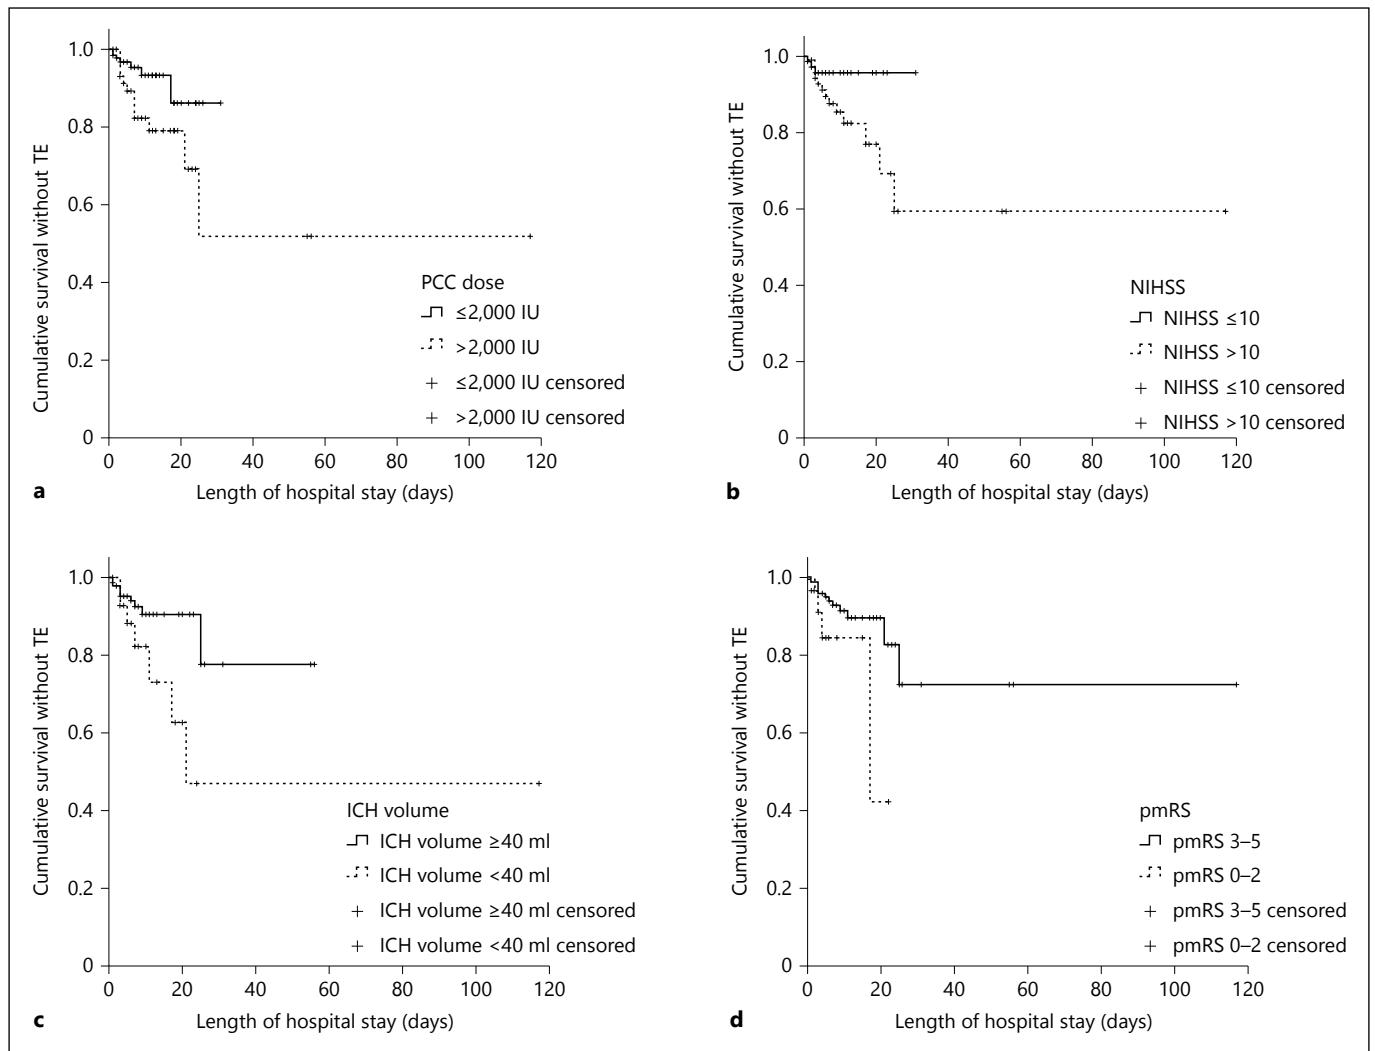 1.0
0.8
0.6
0.4
0.2
0
Cumulative survival without TE
PCC dose
≤2,000 IU
>2,000 IU
≤2,000 IU censored
>2,000 IU censored
0 20 40 60 80 100 120
Length of hospital stay (days)
a
1.0
0.8
0.6
0.4
0.2
0
Cumulative survival without TE
NIHSS
NIHSS ≤10
NIHSS >10
NIHSS ≤10 censored
NIHSS >10 censored
0 20 40 60 80 100 120
Length of hospital stay (days)
b
1.0
0.8
0.6
0.4
0.2
0
Cumulative survival without TE
ICH volume
ICH volume ≥40 ml
ICH volume <40 ml
ICH volume ≥40 ml censored
ICH volume <40 ml censored
0 20 40 60 80 100 120
Length of hospital stay (days)
c
1.0
0.8
0.6
0.4
0.2
0
Cumulative survival without TE
pmRS
pmRS 3–5
pmRS 0–2
pmRS 3–5 censored
pmRS 0–2 censored
0 20 40 60 80 100 120
Length of hospital stay (days)
d